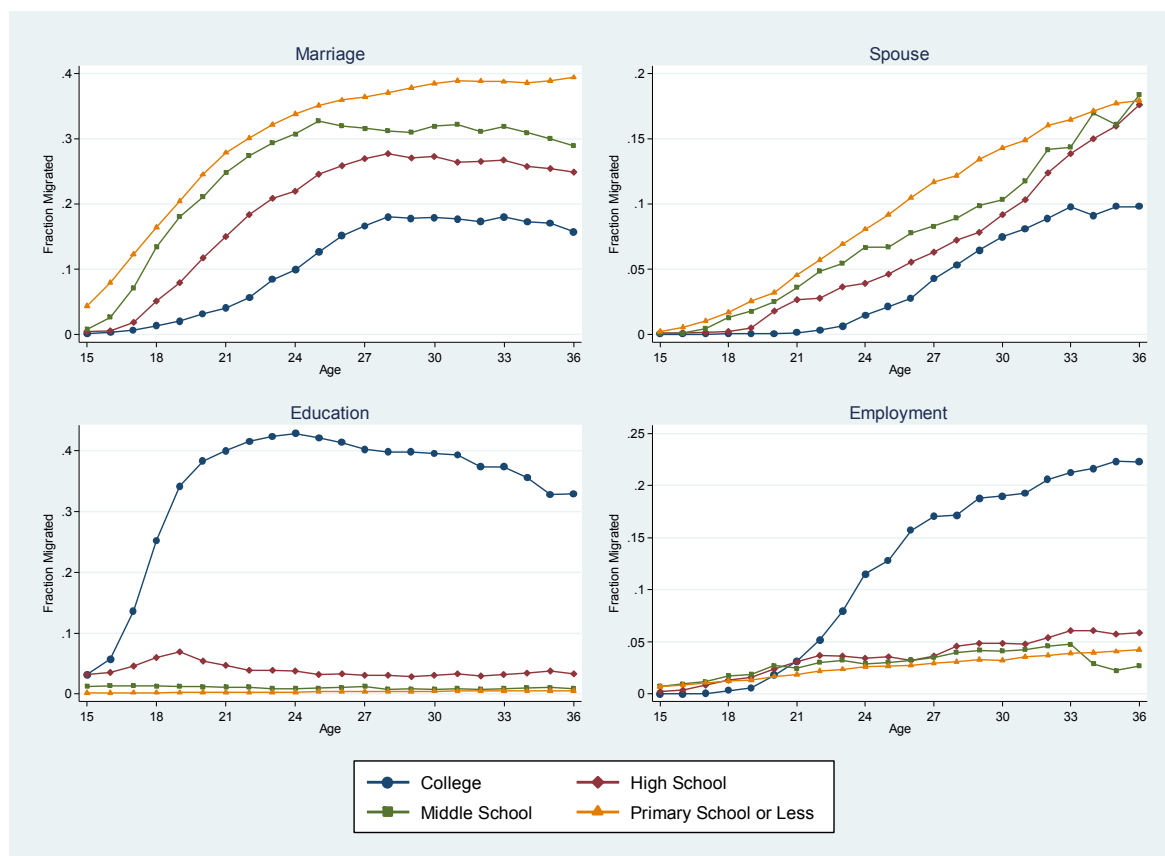 Marriage
Fraction Migrated
.4
.3
.2
.1
0
15 18 21 24 27 30 33 36
Age
Spouse
Fraction Migrated
.2
.15
.1
.05
0
15 18 21 24 27 30 33 36
Age
Education
Fraction Migrated
.4
.3
.2
.1
0
15 18 21 24 27 30 33 36
Age
Employment
Fraction Migrated
.25
.2
.15
.1
.05
0
15 18 21 24 27 30 33 36
Age
College High School
Middle School Primary School or Less